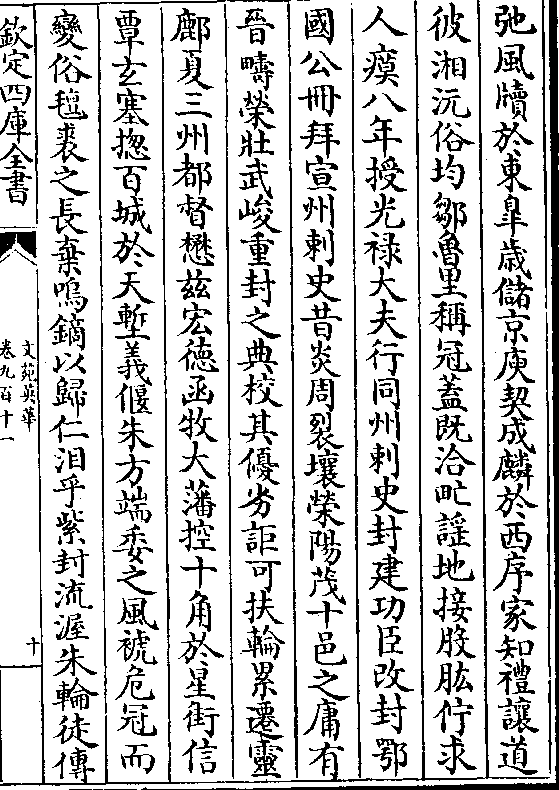 弛風牘於東臯歳儲京庾契成麟於西序家知禮讓道
彼湘沅俗均鄒魯里稱冠蓋既洽甿謡地接股肱佇求
人瘼八年授光禄大夫行同州刺史封建功臣改封鄂
國公冊拜宣州刺史昔炎周裂壤榮陽茂十邑之庸有
晉疇榮壯武峻重封之典校其優劣詎可扶輪累遷靈
鄜夏三州都督懋兹宏德函牧大藩控十角於星街信
覃玄塞揔百城於天塹義偃朱方端委之風褫危冠而
變俗氊裘之長棄鳴鏑以歸仁洎乎紫封流渥朱輪徒傳
欽定四庫全書
文苑英華
卷九百十一
十